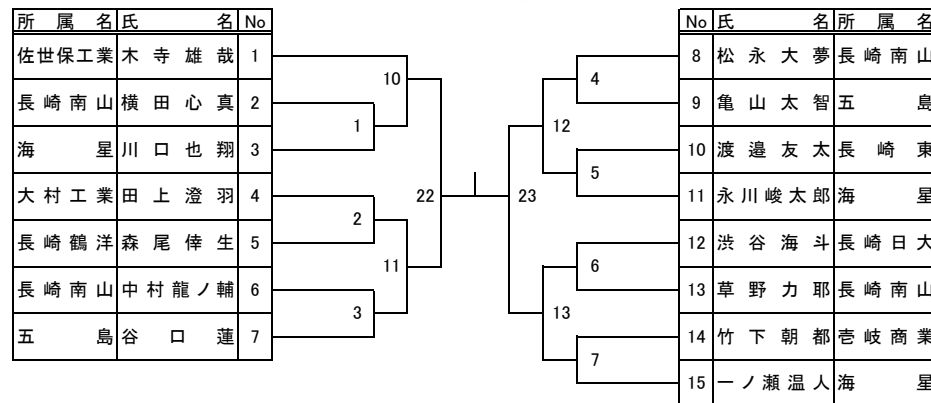 所属名 氏名 No
佐世保工業 木寺雄哉 1
長崎南山 横田心真 2
海星 川口也翔 3
大村工業 田上澄羽 4
長崎鶴洋 森尾倖生 5
長崎南山 中村龍ノ輔 6
五島 谷口蓮 7
10
1
2
22
11
3
23
4
12
5
6
13
7
No 氏名 所属名
8 松永大夢 長崎南山
9 亀山太智 五島
10 渡邉友太 長崎東
11 永川峻太郎 海星
12 渋谷海斗 長崎日大
13 草野力耶 長崎南山
14 竹下朝都 壱岐商業
15 一ノ瀬温人 海星